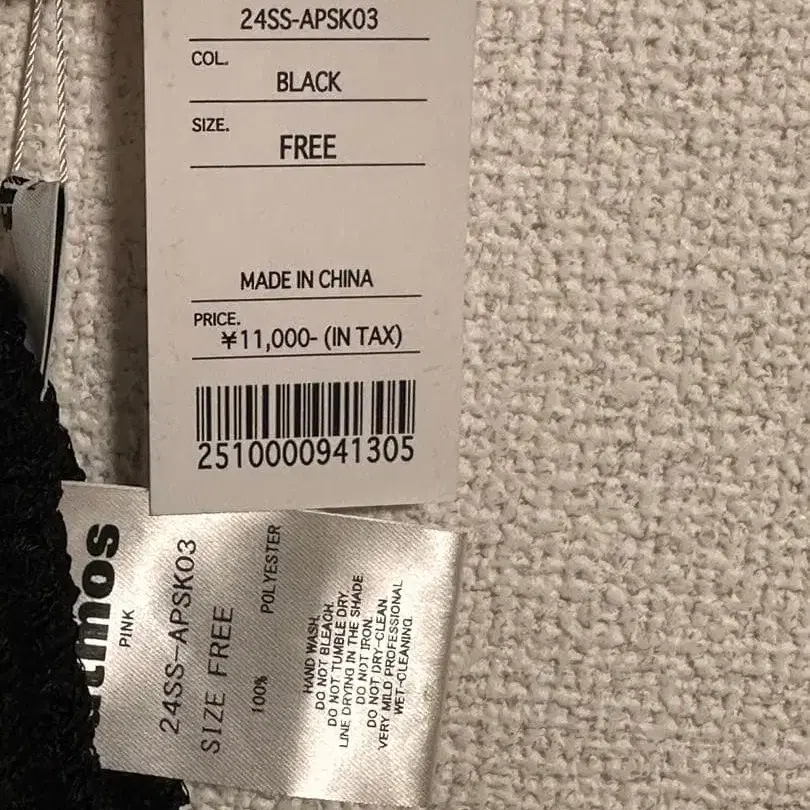 24SS-APSK03
COL.
BLACK
SIZE.
FREE
MADE IN CHINA
PRICE.
¥11,000- (IN TAX)
2510000941305
atmos
PINK
24SS-APSK03
SIZE FREE
100% POLYESTER
HAND WASH.
DO NOT BLEACH.
DO NOT TUMBLE DRY
LINE DRYING IN THE SHADE
DO NOT IRON.
DO NOT DRY-CLEAN
VERY MILD PROFESSIONAL
WET-CLEANING.